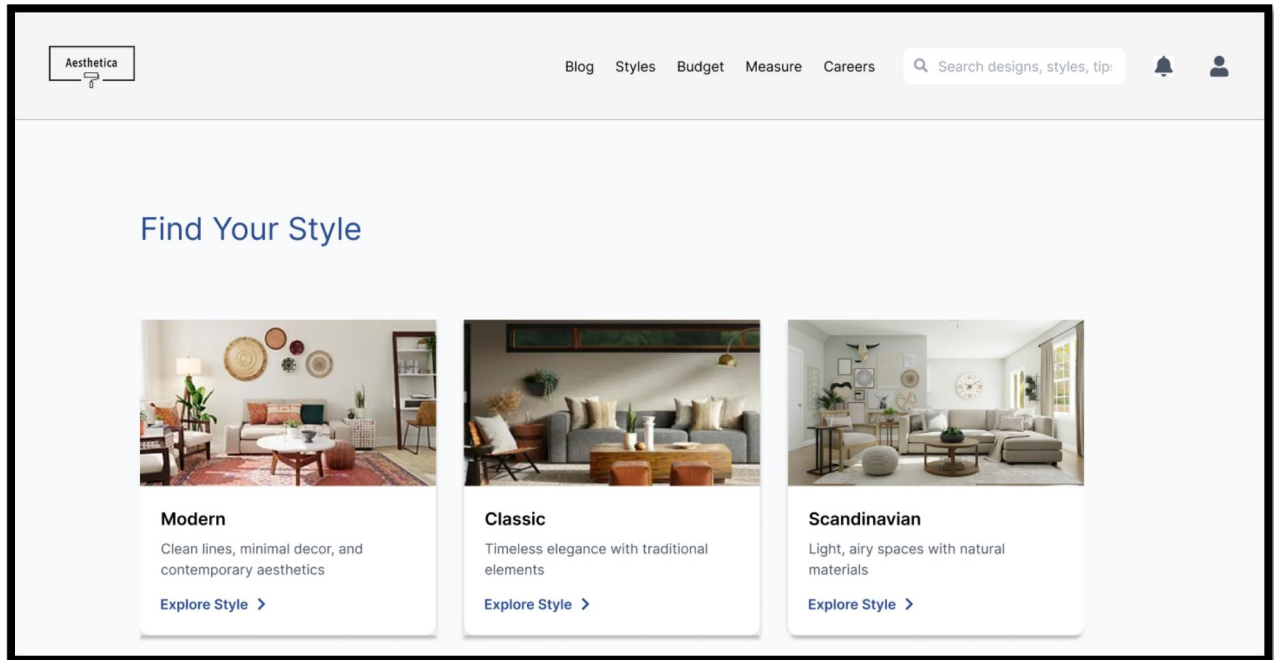 Aesthetica
Blog Styles Budget Measure Careers Search designs, styles, tip
Find Your Style
Modern
Clean lines, minimal decor, and
contemporary aesthetics
Explore Style
Classic
Timeless elegance with traditional
elements
Explore Style
Scandinavian
Light, airy spaces with natural
materials
Explore Style